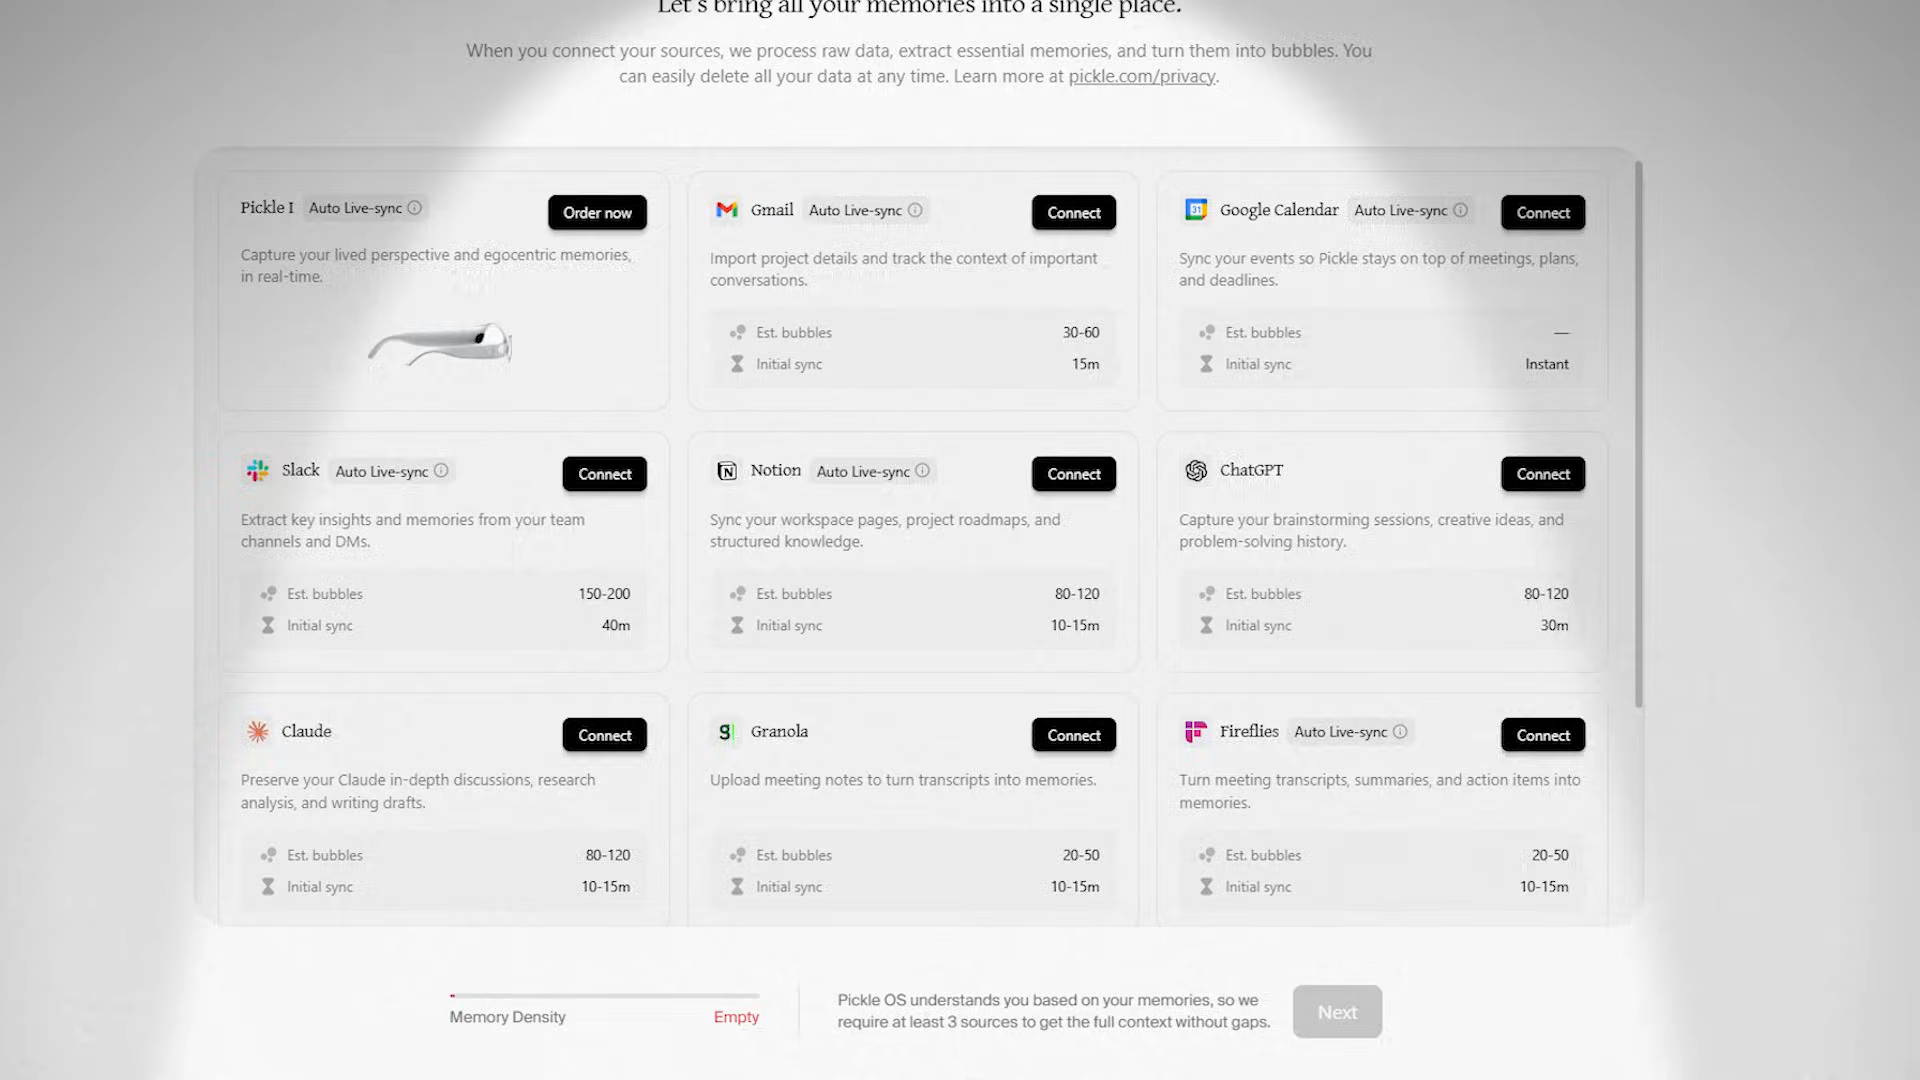 Let's bring all your memories into a single place.
When you connect your sources, we process raw data, extract essential memories, and turn them into bubbles. You
can easily delete all your data at any time. Learn more at pickle.com/privacy.
Pickle I Auto Live-sync Order now
Capture your lived perspective and egocentric memories,
in real-time.
Gmail Auto Live-sync Connect
Import project details and track the context of important
conversations.
Est. bubbles 30-60
Initial sync 15m
31 Google Calendar Auto Live-sync Connect
Sync your events so Pickle stays on top of meetings, plans,
and deadlines.
Est. bubbles —
Initial sync Instant
Slack Auto Live-sync Connect
Extract key insights and memories from your team
channels and DMs.
Est. bubbles 150-200
Initial sync 40m
Notion Auto Live-sync Connect
Sync your workspace pages, project roadmaps, and
structured knowledge.
Est. bubbles 80-120
Initial sync 10-15m
ChatGPT Connect
Capture your brainstorming sessions, creative ideas, and
problem-solving history.
Est. bubbles 80-120
Initial sync 30m
Claude Connect
Preserve your Claude in-depth discussions, research
analysis, and writing drafts.
Est. bubbles 80-120
Initial sync 10-15m
Granola Connect
Upload meeting notes to turn transcripts into memories.
Est. bubbles 20-50
Initial sync 10-15m
Fireflies Auto Live-sync Connect
Turn meeting transcripts, summaries, and action items into
memories.
Est. bubbles 20-50
Initial sync 10-15m
Memory Density Empty
Pickle OS understands you based on your memories, so we
require at least 3 sources to get the full context without gaps.
Next